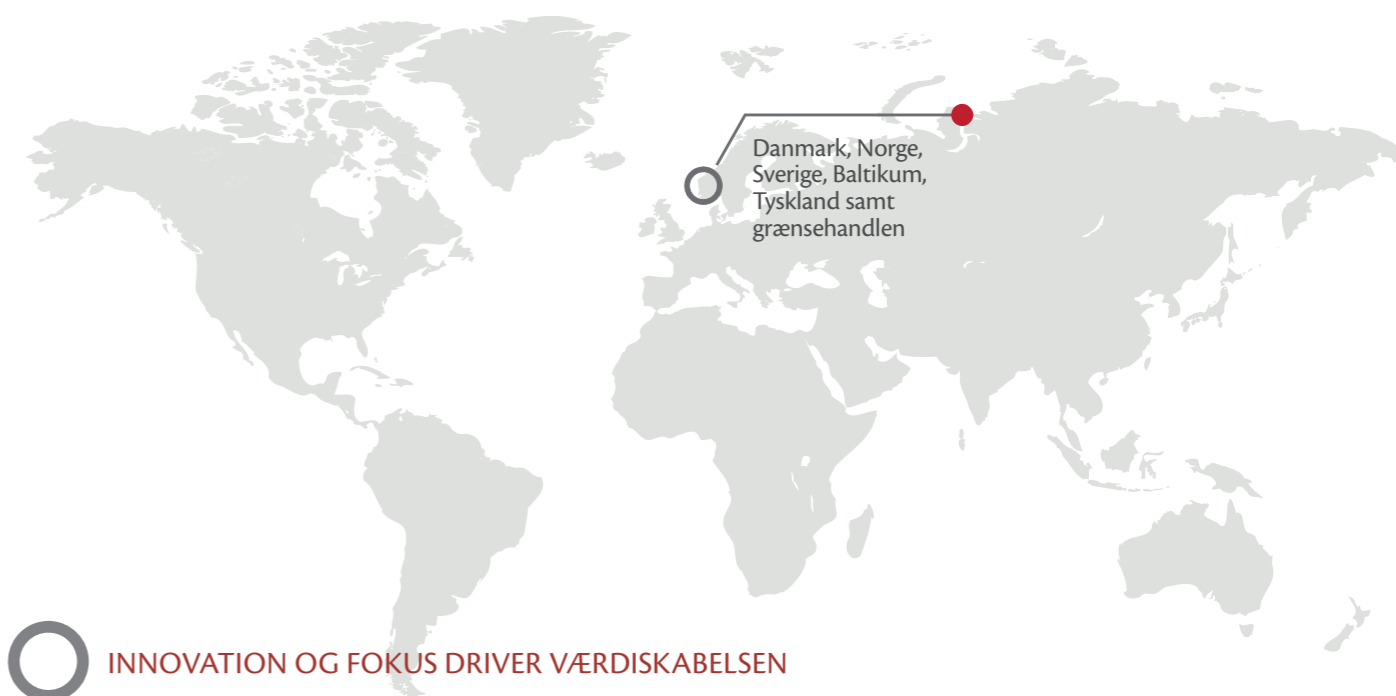 Danmark, Norge,
Sverige, Baltikum,
Tyskland samt
grænsehandlen
INNOVATION OG FOKUS DRIVER VÆRDISKABELSEN